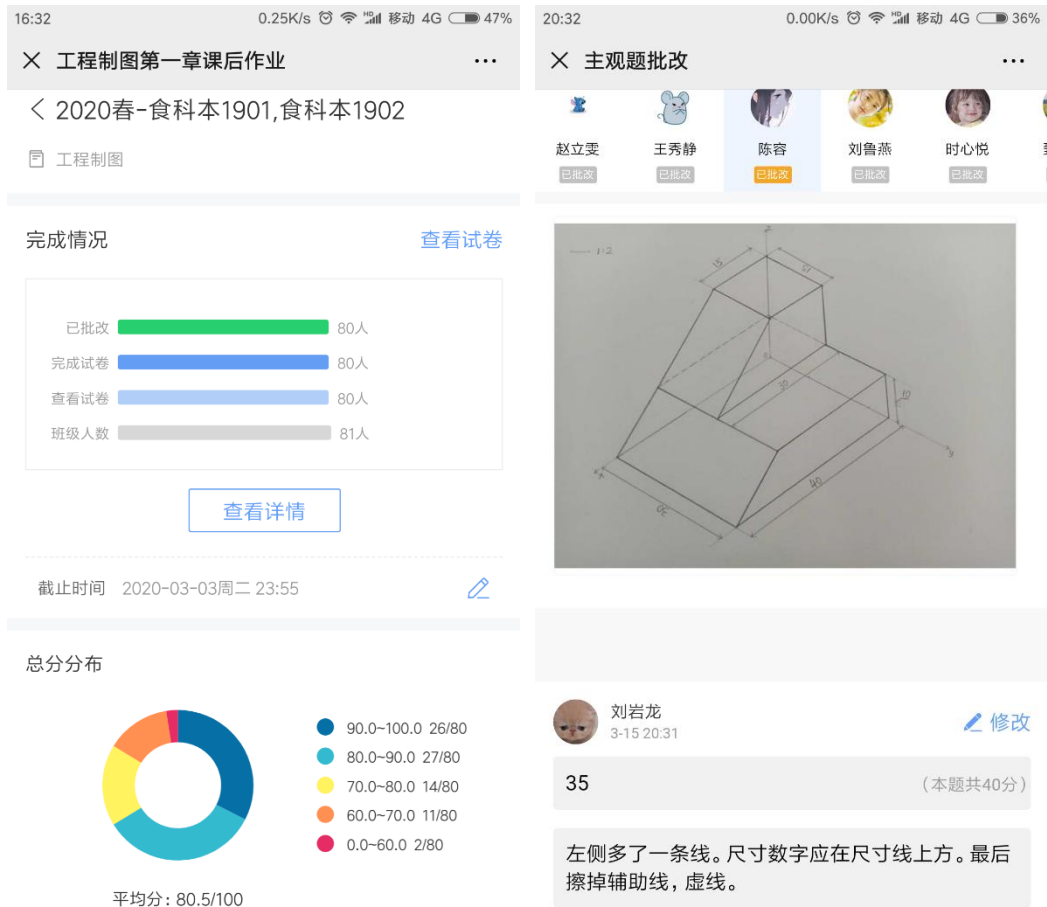 16:32
0.25K/s
HD
移动 4G
47%
工程制图第一章课后作业
2020春-食科本1901,食科本1902
工程制图
完成情况
查看试卷
已批改 80人
完成试卷 80人
查看试卷 80人
班级人数 81人
查看详情
截止时间 2020-03-03周二 23:55
总分分布
90.0~100.0 26/80
80.0~90.0 27/80
70.0~80.0 14/80
60.0~70.0 11/80
0.0~60.0 2/80
平均分: 80.5/100
20:32
0.00K/s
HD
移动 4G
36%
主观题批改
赵立雯 王秀静 陈容 刘鲁燕 时心悦
已批改 已批改 已批改 已批改 已批改
1:2
z
15
15
30
10
40
x
y
刘岩龙
3-15 20:31
修改
35
(本题共40分)
左侧多了一条线。尺寸数字应在尺寸线上方。最后
擦掉辅助线, 虚线。